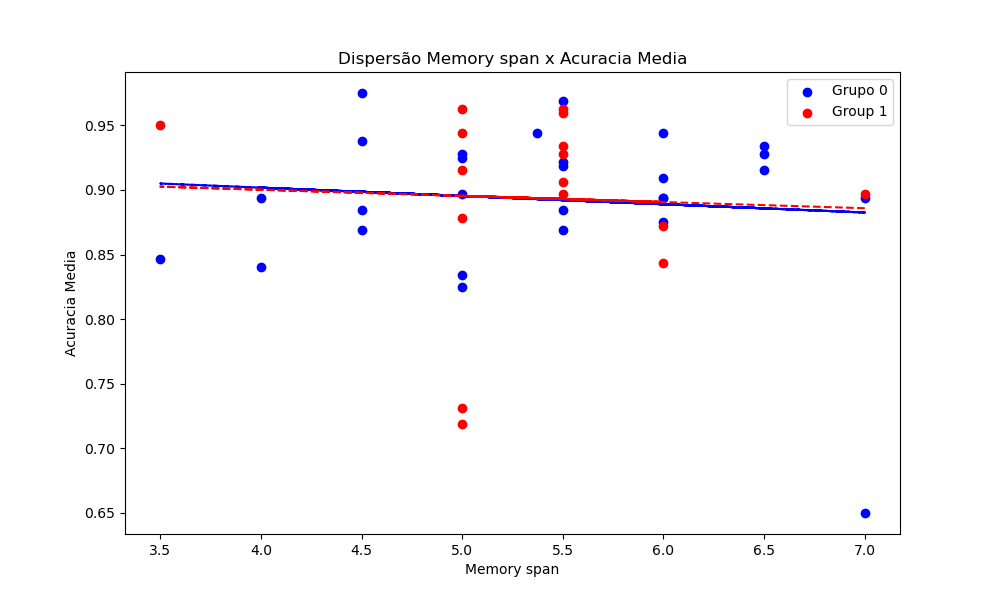 Dispersão Memory span x Acuracia Media
Grupo 0
Group 1
Acuracia Media
0.95
0.90
0.85
0.80
0.75
0.70
0.65
3.5 4.0 4.5 5.0 5.5 6.0 6.5 7.0
Memory span